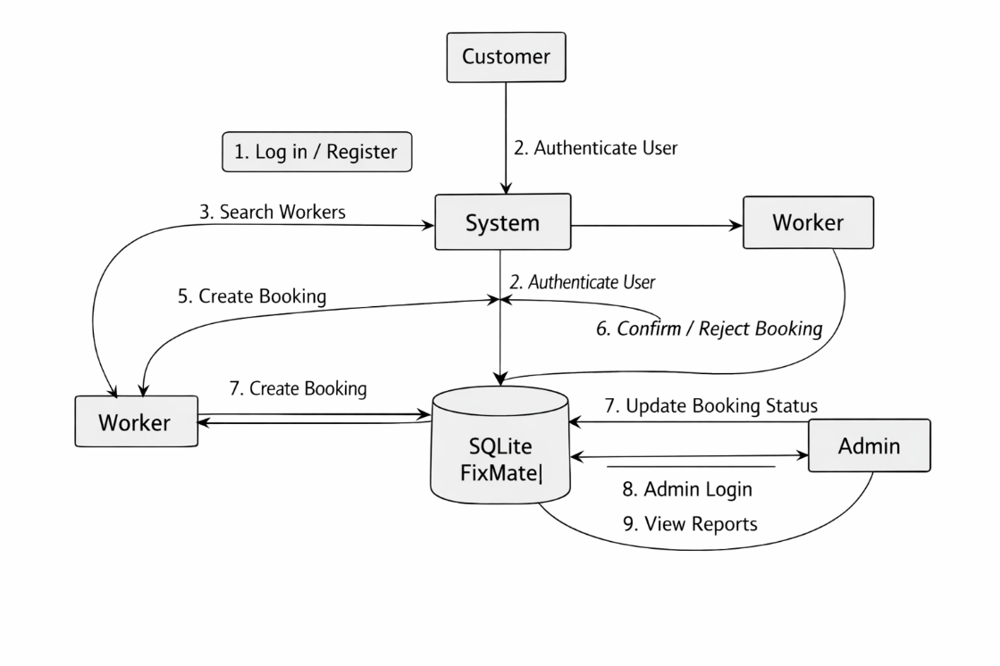 Customer
1. Log in / Register
2. Authenticate User
3. Search Workers
System
Worker
2. Authenticate User
5. Create Booking
6. Confirm / Reject Booking
7. Create Booking
7. Update Booking Status
Worker
SQLite
FixMate|
Admin
8. Admin Login
9. View Reports